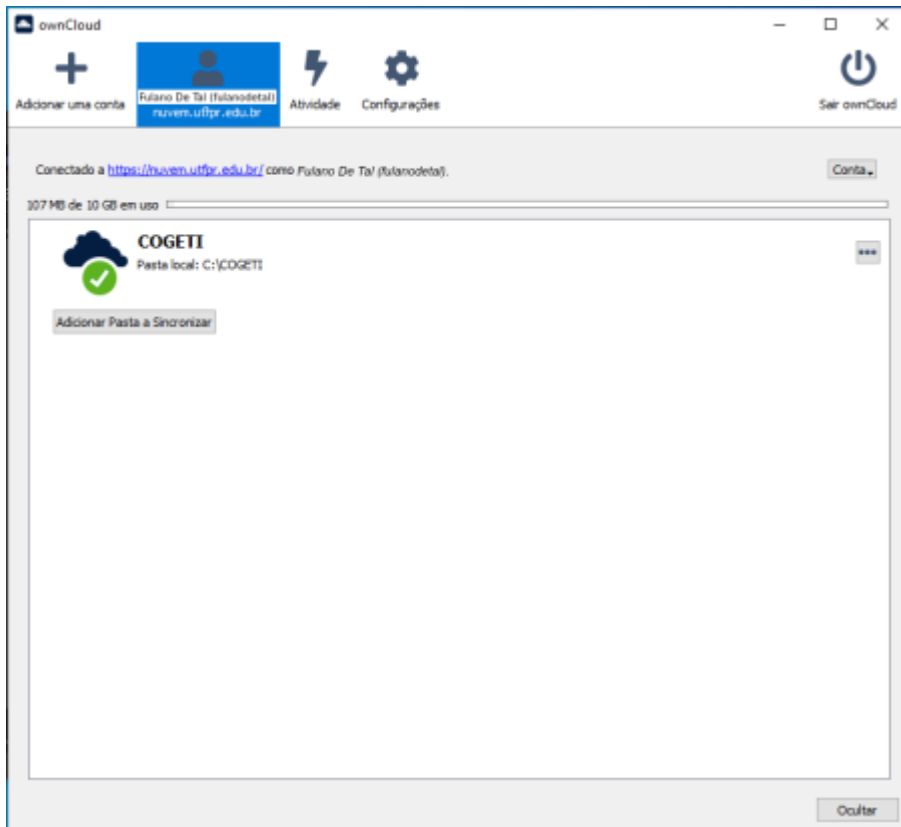 ownCloud
Adicionar uma conta
Fulano De Tal (fulanodetal)
nuvem.utfpr.edu.br
Atividade
Configurações
Sair ownCloud
Conectado a https://nuvem.utfpr.edu.br/ como Fulano De Tal (fulanodetal).
Conta
107 MB de 10 GB em uso
COGETI
Pasta local: C:\COGETI
Adicionar Pasta a Sincronizar
Ocultar